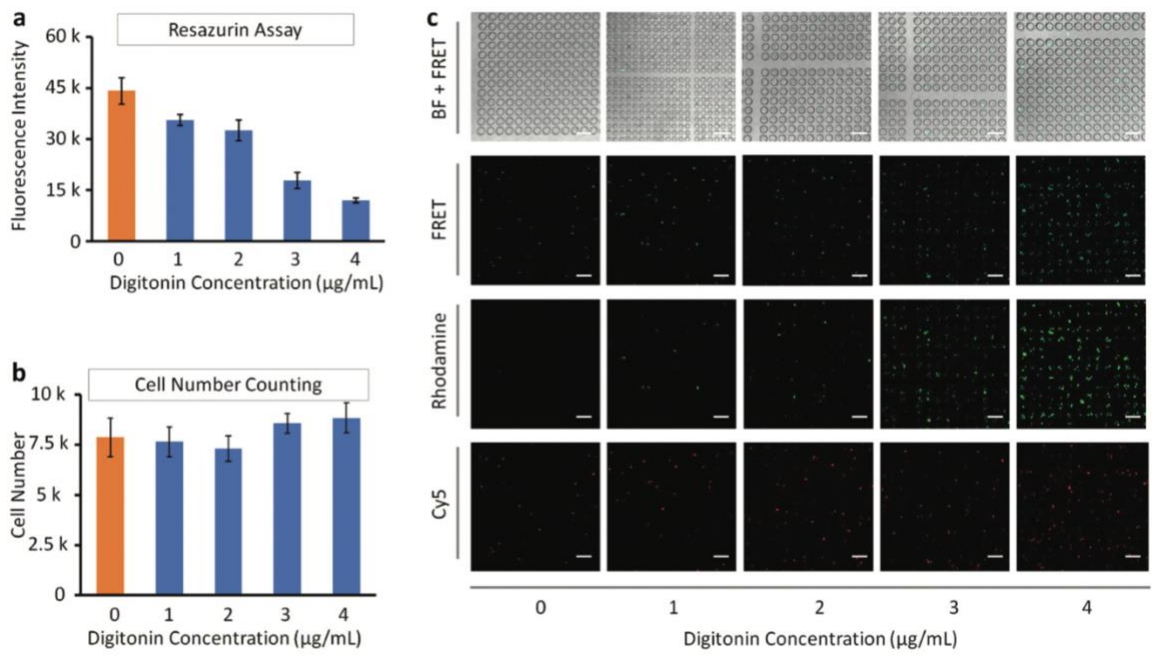 a
Resazurin Assay
60 k
45 k
30 k
15 k
0
Fluorescence Intensity
0 1 2 3 4
Digitonin Concentration (µg/mL)
b
Cell Number Counting
10 k
7.5 k
5 k
2.5 k
0
Cell Number
0 1 2 3 4
Digitonin Concentration (µg/mL)
c
BF + FRET
FRET
Rhodamine
Cy5
0 1 2 3 4
Digitonin Concentration (µg/mL)